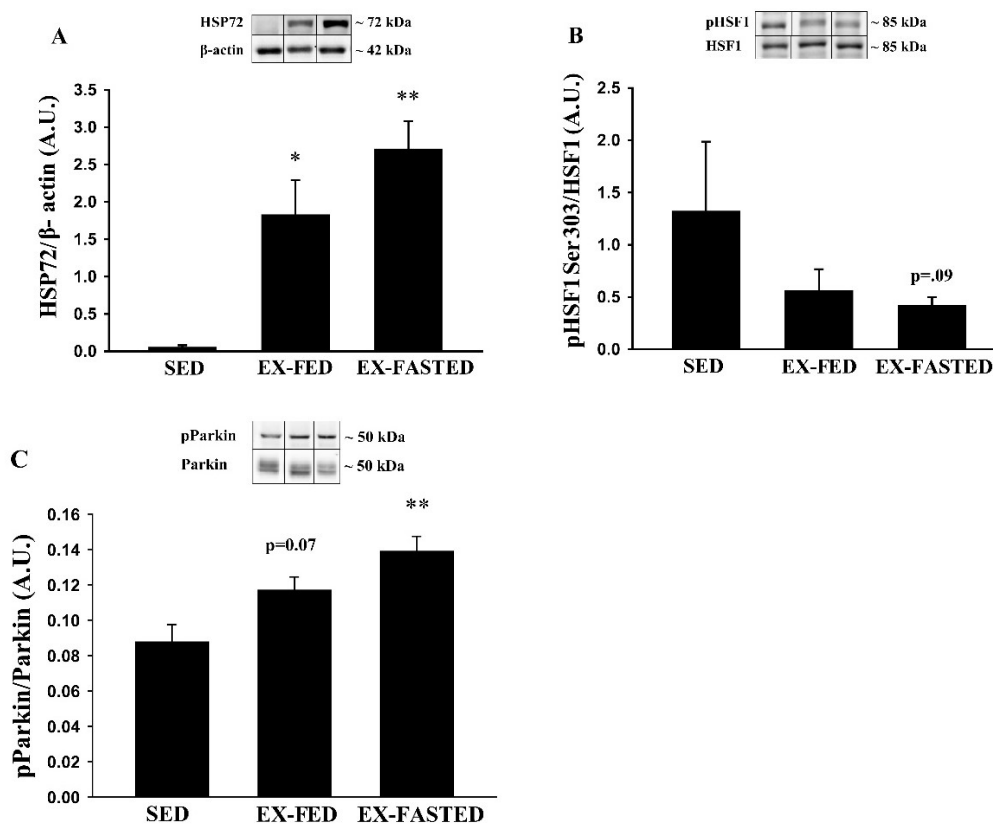 A
HSP72
~ 72 kDa
β-actin
~ 42 kDa
HSP72/β- actin (A.U.)
3.5
3.0
2.5
2.0
1.5
1.0
0.5
0.0
*
**
SED
EX-FED
EX-FASTED
B
pHSF1
~ 85 kDa
HSF1
~ 85 kDa
pHSF1 Ser303/HSF1 (A.U.)
2.5
2.0
1.5
1.0
0.5
0.0
p=.09
SED
EX-FED
EX-FASTED
C
pParkin
~ 50 kDa
Parkin
~ 50 kDa
pParkin/Parkin (A.U.)
0.16
0.14
0.12
0.10
0.08
0.06
0.04
0.02
0.00
p=0.07
**
SED
EX-FED
EX-FASTED